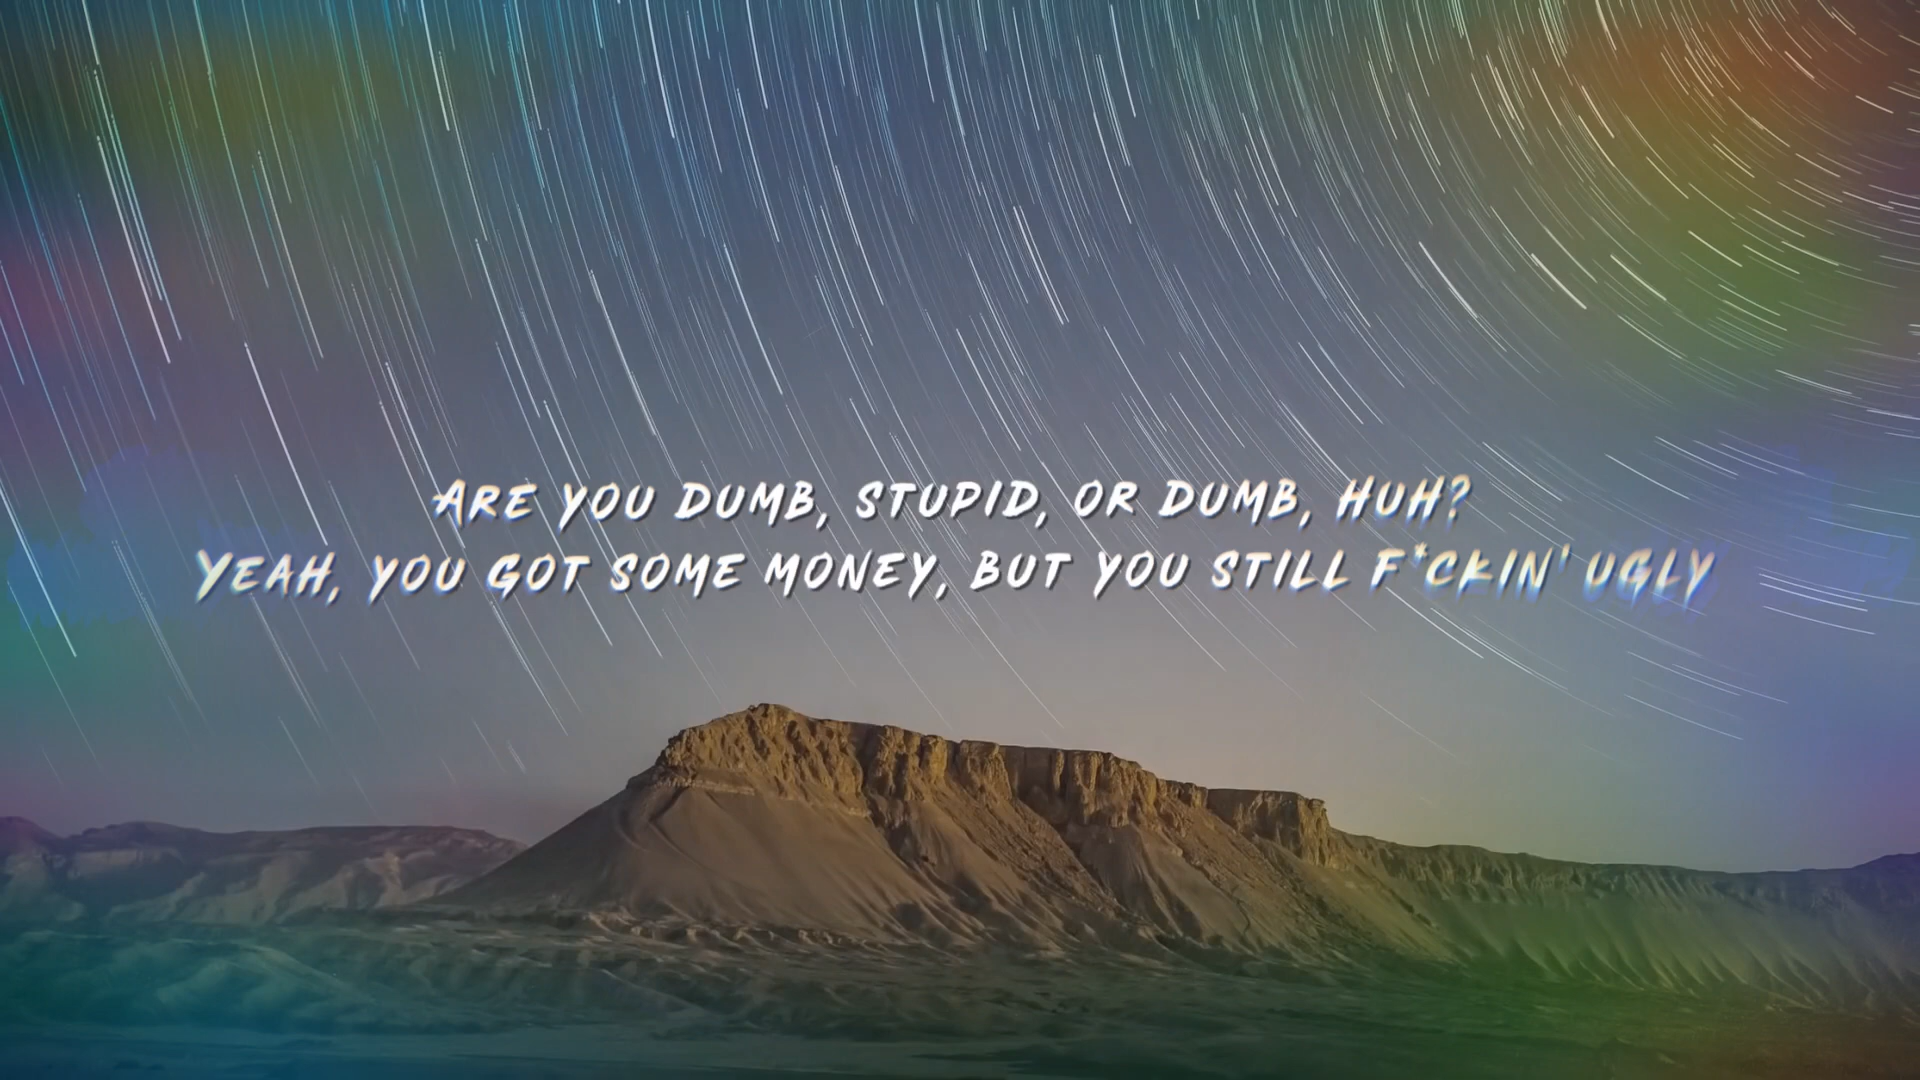 Are you dumb, stupid, or dumb, huh?
Yeah, you got some money, but you still f*ckin' ugly